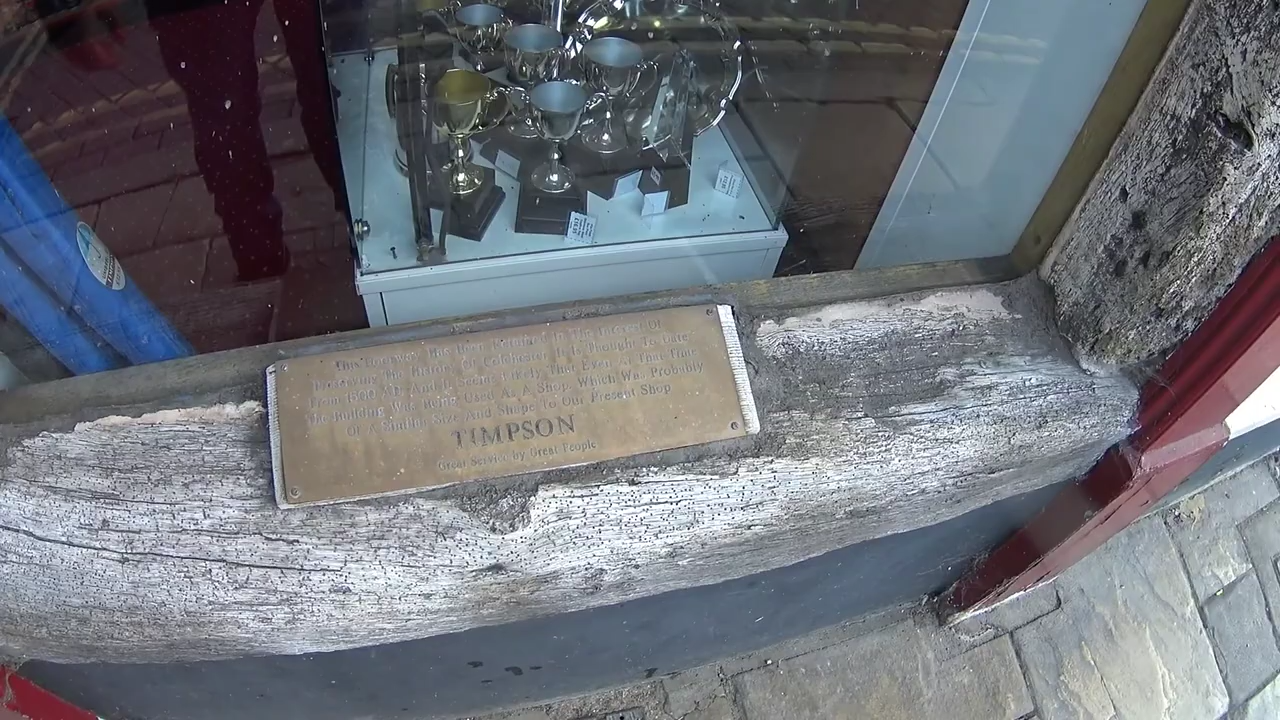 This Doorway Has Been Retained In The Interest Of
Preserving The History Of Colchester. It Is Thought To Date
From 1500 AD And It Seems Likely That Even At That Time
The Building Was Being Used As A Shop, Which Was Probably
Of A Similar Size And Shape To Our Present Shop
TIMPSON
Great Service by Great People